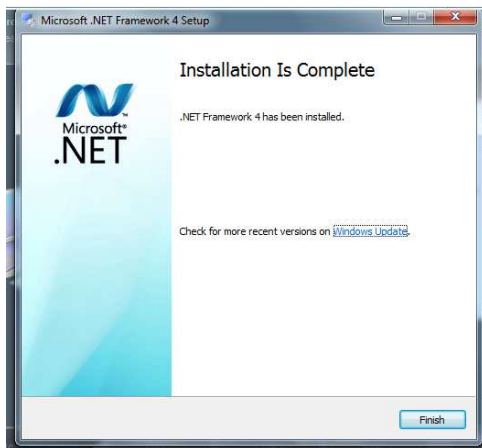 Microsoft .NET Framework 4 Setup
Installation Is Complete
.NET Framework 4 has been installed.
Microsoft®
.NET
Check for more recent versions on Windows Update.
Finish